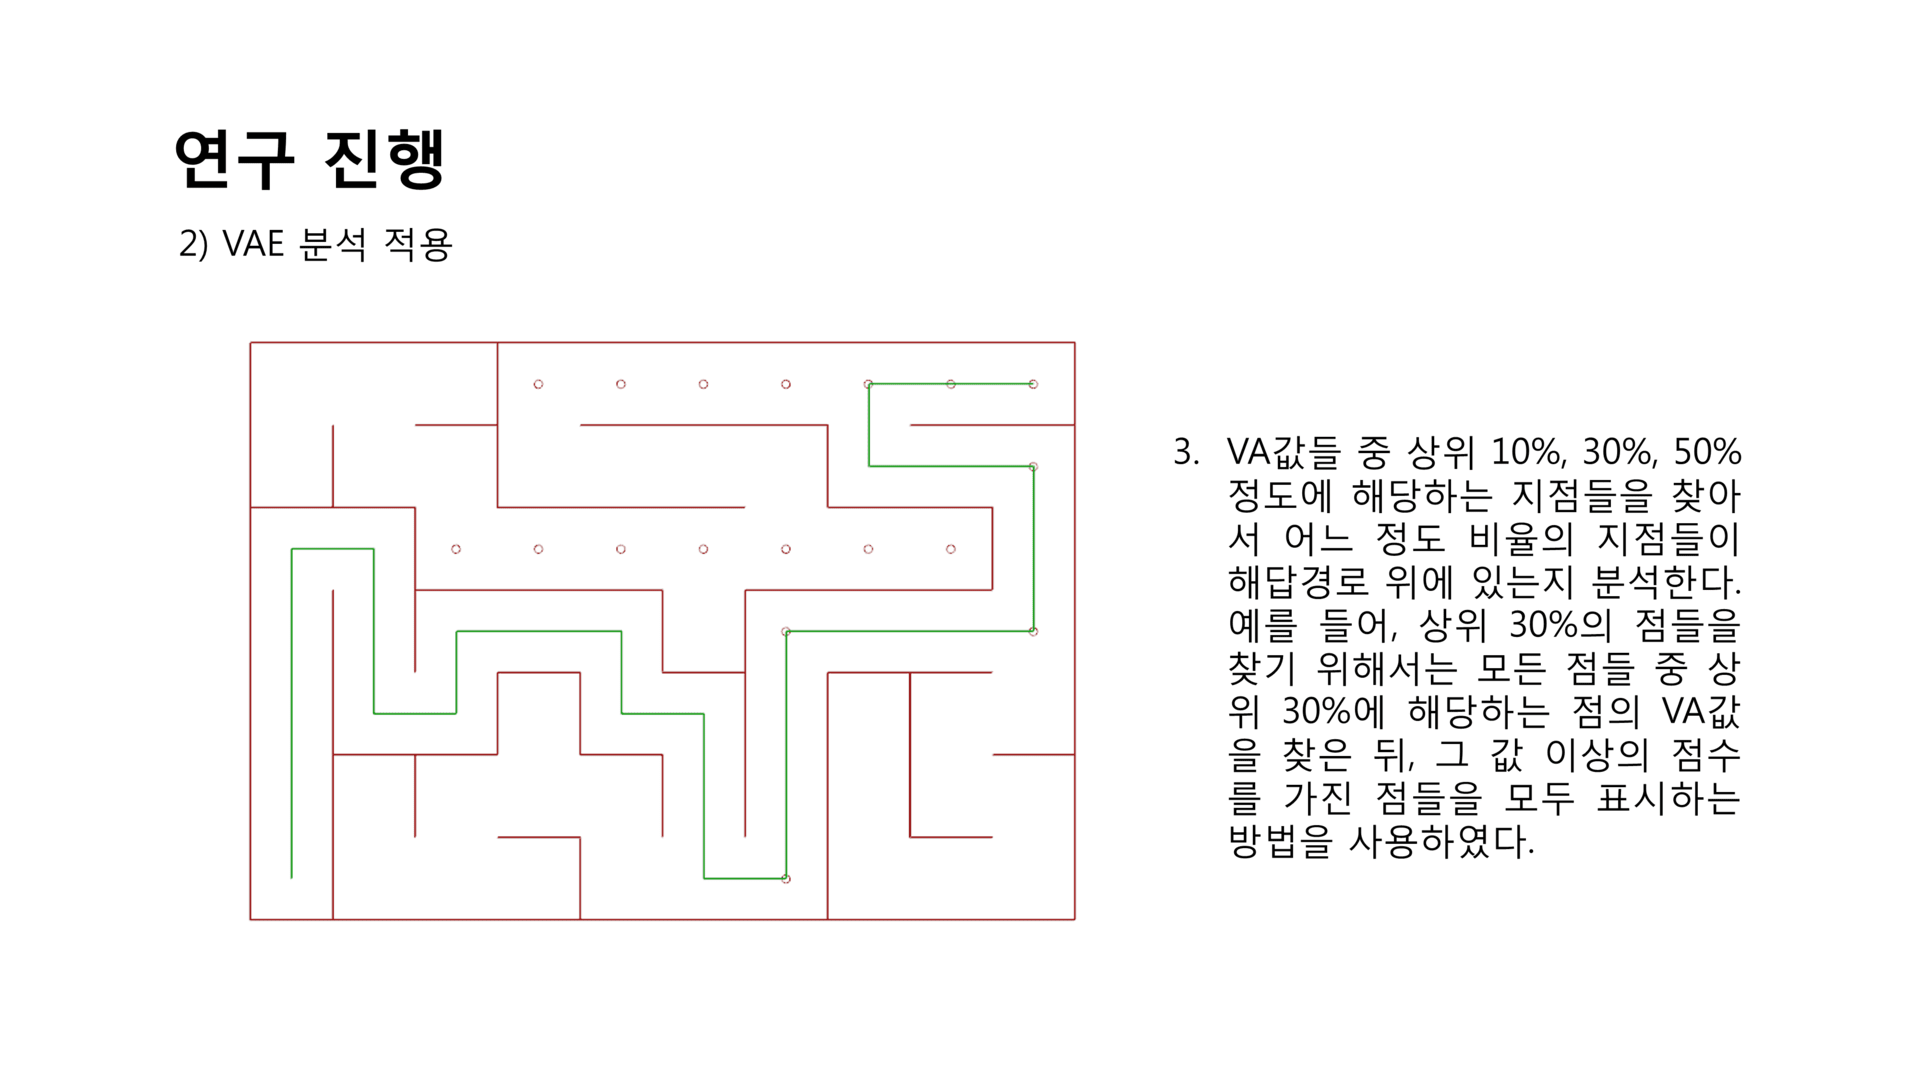 연구 진행
2) VAE 분석 적용
3. VA값들 중 상위 10%, 30%, 50%
정도에 해당하는 지점들을 찾아
서 어느 정도 비율의 지점들이
해답경로 위에 있는지 분석한다.
예를 들어, 상위 30%의 점들을
찾기 위해서는 모든 점들 중 상
위 30%에 해당하는 점의 VA값
을 찾은 뒤, 그 값 이상의 점수
를 가진 점들을 모두 표시하는
방법을 사용하였다.